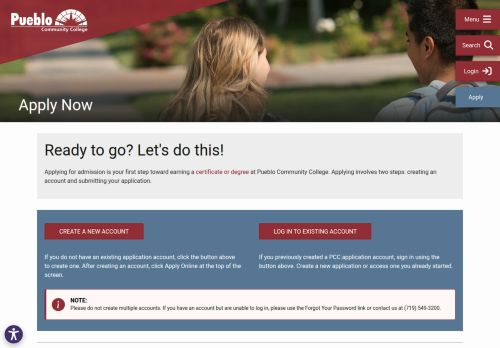 Pueblo
Community College
Menu
Search
Login
Apply
Apply Now
Ready to go? Let's do this!
Applying for admission is your first step toward earning a certificate or degree at Pueblo Community College. Applying involves two steps: creating an
account and submitting your application.
CREATE A NEW ACCOUNT
If you do not have an existing application account, click the button above
to create one. After creating an account, click Apply Online at the top of the
screen.
LOG IN TO EXISTING ACCOUNT
If you previously created a PCC application account, sign in using the
button above. Create a new application or access one you already started.
NOTE:
Please do not create multiple accounts. If you have an account but are unable to log in, please use the Forgot Your Password link or contact us at (719) 549-3200.